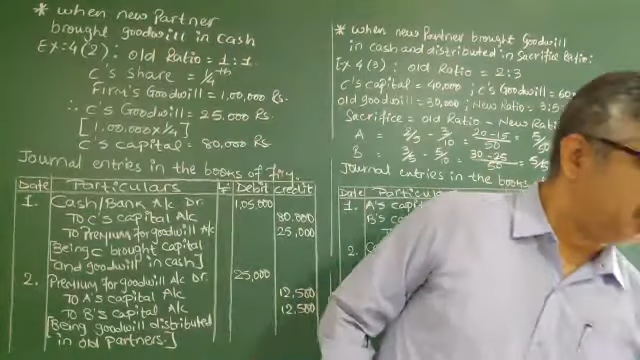 * when new Partner
brought goodwill in cash
Ex:4(2): old Ratio = 1:1
C's share = 1/4th
Firm's Goodwill = 1,00,000 Rs.
∴ C's Goodwill = 25,000 Rs.
[1,00,000 x 1/4]
C's capital = 80,000 Rs.
Journal entries in the books of firm.
Date Particulars L.F Debit credit
1. Cash/Bank A/c Dr. 1,05,000
To C's capital A/c 80,000
To Premium for goodwill A/c 25,000
[Being C brought capital
and goodwill in cash]
2. Premium for goodwill A/c Dr. 25,000
To A's capital A/c 12,500
To B's capital A/c 12,500
[Being goodwill distributed
in old partners.]
* when new Partner brought Goodwill
in cash and distributed in Sacrifice Ratio:
Ex 4(3): old Ratio = 2:3
C's capital = 40,000 ; C's Goodwill = 60
old goodwill = 30,000 ; New Ratio = 3:5:
Sacrifice = old Ratio - New Ratio
A = 2/5 - 3/10 = 20-15/50 = 5/50
B = 3/5 - 5/10 = 30-25/50 = 5/50
Journal entries in the books
Date Particula
1. A's capit
B's c
2.